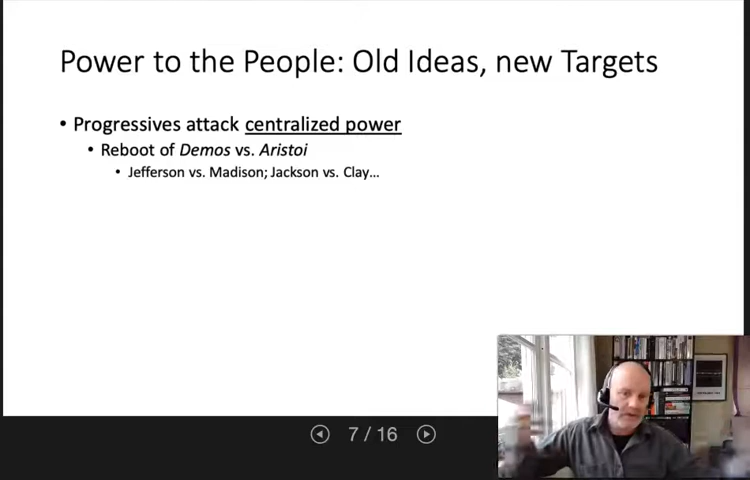 Power to the People: Old Ideas, new Targets
• Progressives attack centralized power
• Reboot of Demos vs. Aristoi
• Jefferson vs. Madison; Jackson vs. Clay…
7 / 16